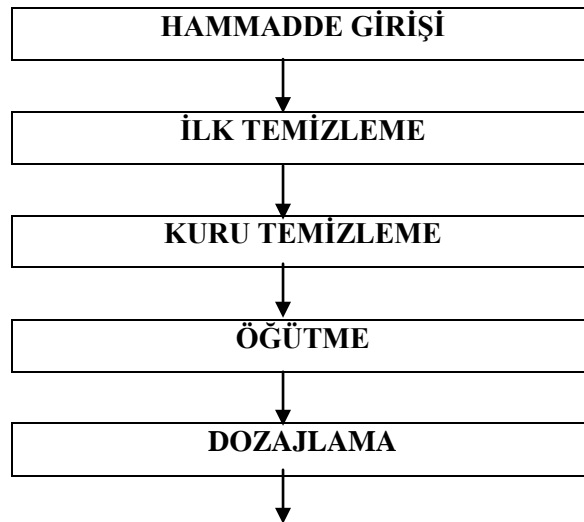 HAMMADDE GİRİŞİ
İLK TEMİZLEME
KURU TEMİZLEME
ÖĞÜTME
DOZAJLAMA